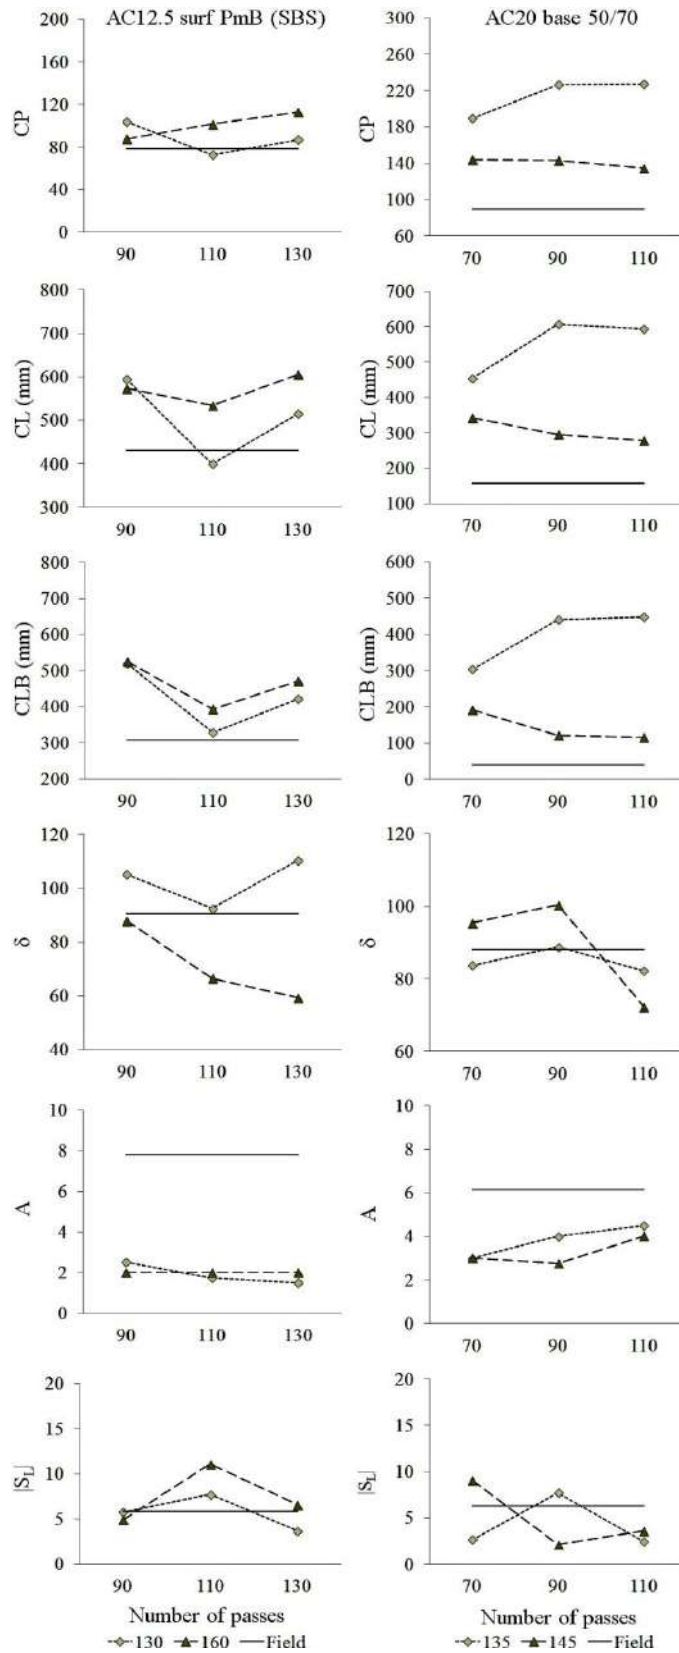 AC12.5 surf PmB (SBS)
200
160
120
80
40
0
CP
90 110 130
AC20 base 50/70
300
260
220
180
140
100
60
CP
70 90 110
800
700
600
500
400
300
CL (mm)
90 110 130
700
600
500
400
300
200
100
CL (mm)
70 90 110
800
700
600
500
400
300
200
CLB (mm)
90 110 130
600
500
400
300
200
100
0
CLB (mm)
70 90 110
120
100
80
60
40
δ
90 110 130
120
100
80
60
δ
70 90 110
10
8
6
4
2
0
A
90 110 130
10
8
6
4
2
0
A
70 90 110
20
15
10
5
0
|S_L|
90 110 130
Number of passes
130 160 Field
20
15
10
5
0
|S_L|
70 90 110
Number of passes
135 145 Field